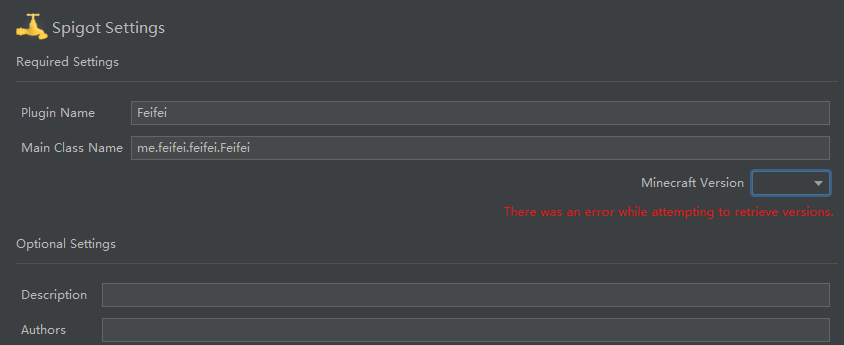 Spigot Settings
Required Settings
Plugin Name Feifei
Main Class Name me.feifei.feifei.Feifei
Minecraft Version
There was an error while attempting to retrieve versions.
Optional Settings
Description
Authors